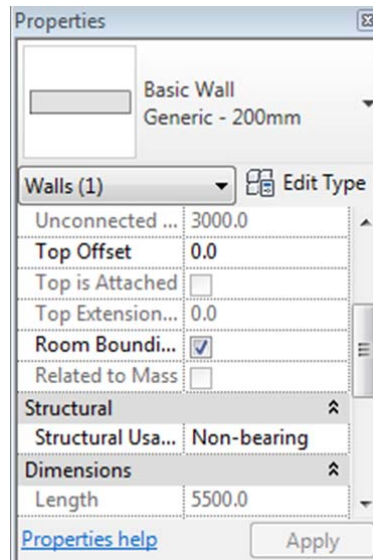 Properties
Basic Wall
Generic - 200mm
Walls (1) Edit Type
Unconnected ... 3000.0
Top Offset 0.0
Top is Attached
Top Extension... 0.0
Room Boundi...
Related to Mass
Structural
Structural Usa... Non-bearing
Dimensions
Length 5500.0
Properties help Apply